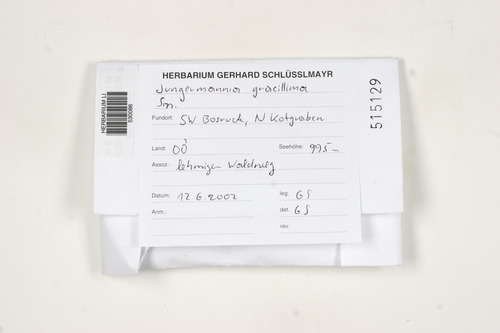 HERBARIUM GERHARD SCHLÜSSLMAYR
Jungermannia gracillima
Sm.
Fundort: SW Bosruck, N Kotgraben
Land: OÖ Seehöhe: 995-
Assoz.: lehmiger Waldweg
Datum: 12 6 2002 leg. GS
Anm.: det. GS
rev.
HERBARIUM LI
530086
515129